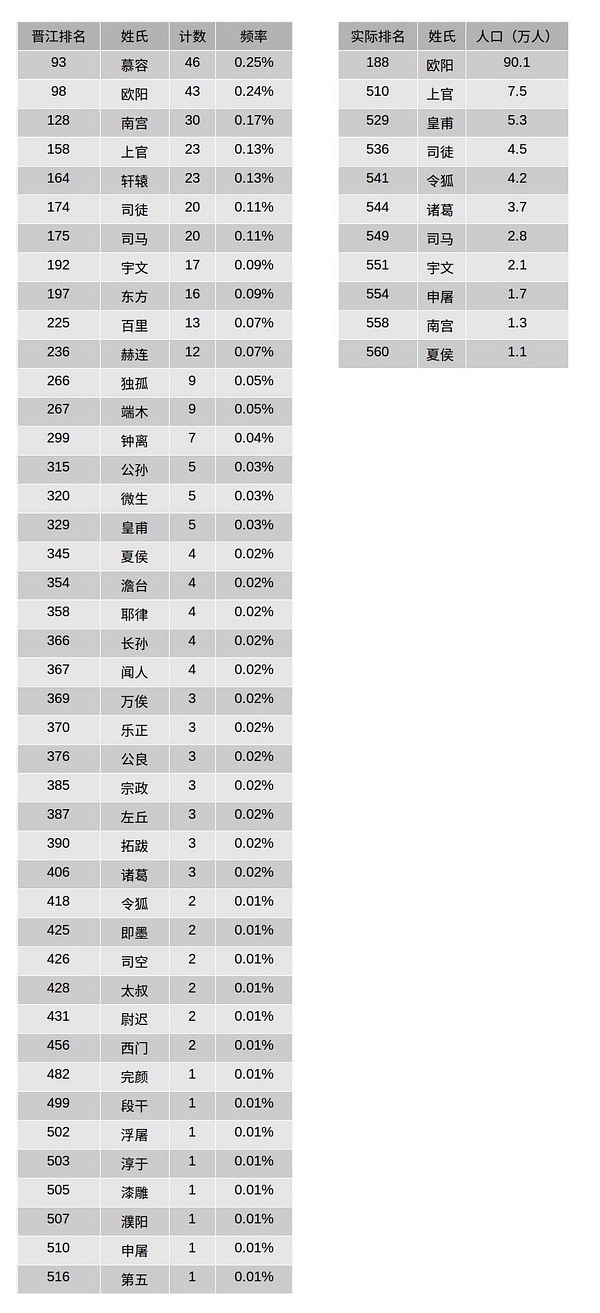 晋江排名 姓氏 计数 频率
93 慕容 46 0.25%
98 欧阳 43 0.24%
128 南宫 30 0.17%
158 上官 23 0.13%
164 轩辕 23 0.13%
174 司徒 20 0.11%
175 司马 20 0.11%
192 宇文 17 0.09%
197 东方 16 0.09%
225 百里 13 0.07%
236 赫连 12 0.07%
266 独孤 9 0.05%
267 端木 9 0.05%
299 钟离 7 0.04%
315 公孙 5 0.03%
320 微生 5 0.03%
329 皇甫 5 0.03%
345 夏侯 4 0.02%
354 澹台 4 0.02%
358 耶律 4 0.02%
366 长孙 4 0.02%
367 闻人 4 0.02%
369 万俟 3 0.02%
370 乐正 3 0.02%
376 公良 3 0.02%
385 宗政 3 0.02%
387 左丘 3 0.02%
390 拓跋 3 0.02%
406 诸葛 3 0.02%
418 令狐 2 0.01%
425 即墨 2 0.01%
426 司空 2 0.01%
428 太叔 2 0.01%
431 尉迟 2 0.01%
456 西门 2 0.01%
482 完颜 1 0.01%
499 段干 1 0.01%
502 浮屠 1 0.01%
503 淳于 1 0.01%
505 漆雕 1 0.01%
507 濮阳 1 0.01%
510 申屠 1 0.01%
516 第五 1 0.01%
实际排名 姓氏 人口（万人）
188 欧阳 90.1
510 上官 7.5
529 皇甫 5.3
536 司徒 4.5
541 令狐 4.2
544 诸葛 3.7
549 司马 2.8
551 宇文 2.1
554 申屠 1.7
558 南宫 1.3
560 夏侯 1.1